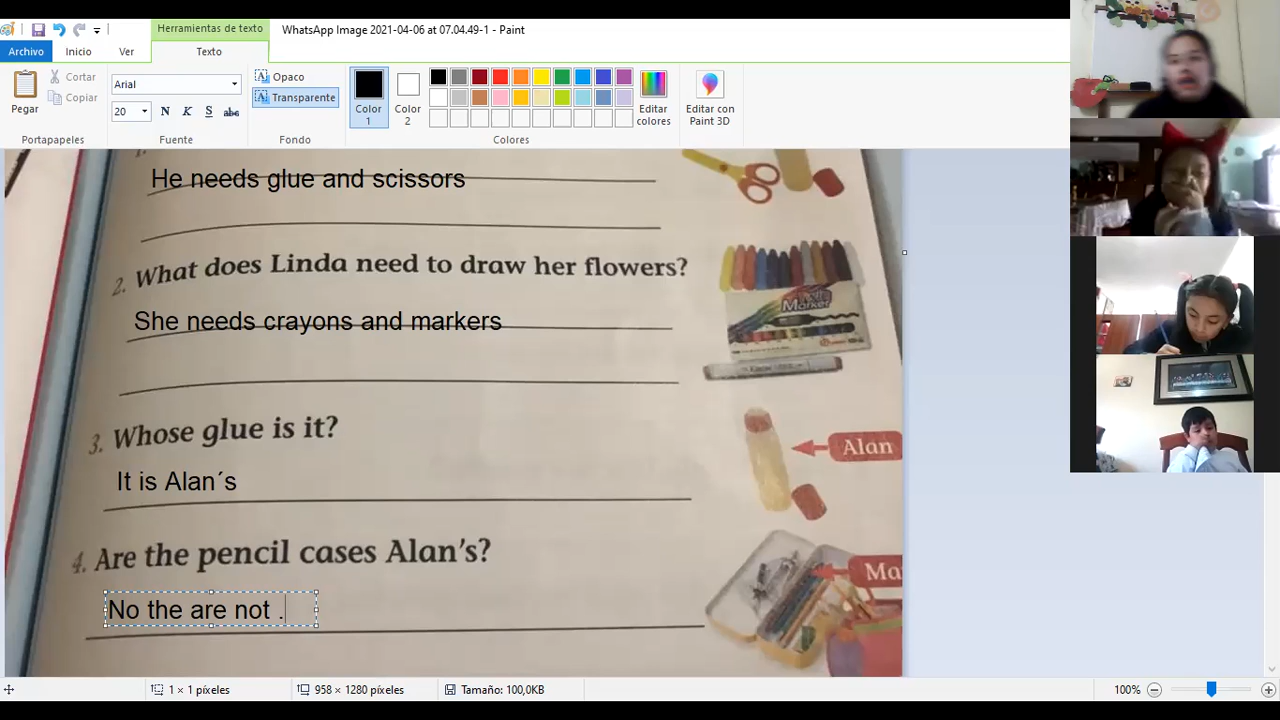 Herramientas de texto
WhatsApp Image 2021-04-06 at 07.04.49-1 - Paint
Archivo Inicio Ver Texto
Pegar
Cortar
Copiar
Portapapeles
Arial
20
N K S abc
Fuente
Opaco
Transparente
Fondo
Color 1
Color 2
Colores
Editar colores
Editar con Paint 3D
He needs glue and scissors
2. What does Linda need to draw her flowers?
She needs crayons and markers
Marker
3. Whose glue is it?
Alan
It is Alan´s
4. Are the pencil cases Alan's?
Ma
No the are not .
1 × 1 píxeles
958 × 1280 píxeles
Tamaño: 100,0KB
100%